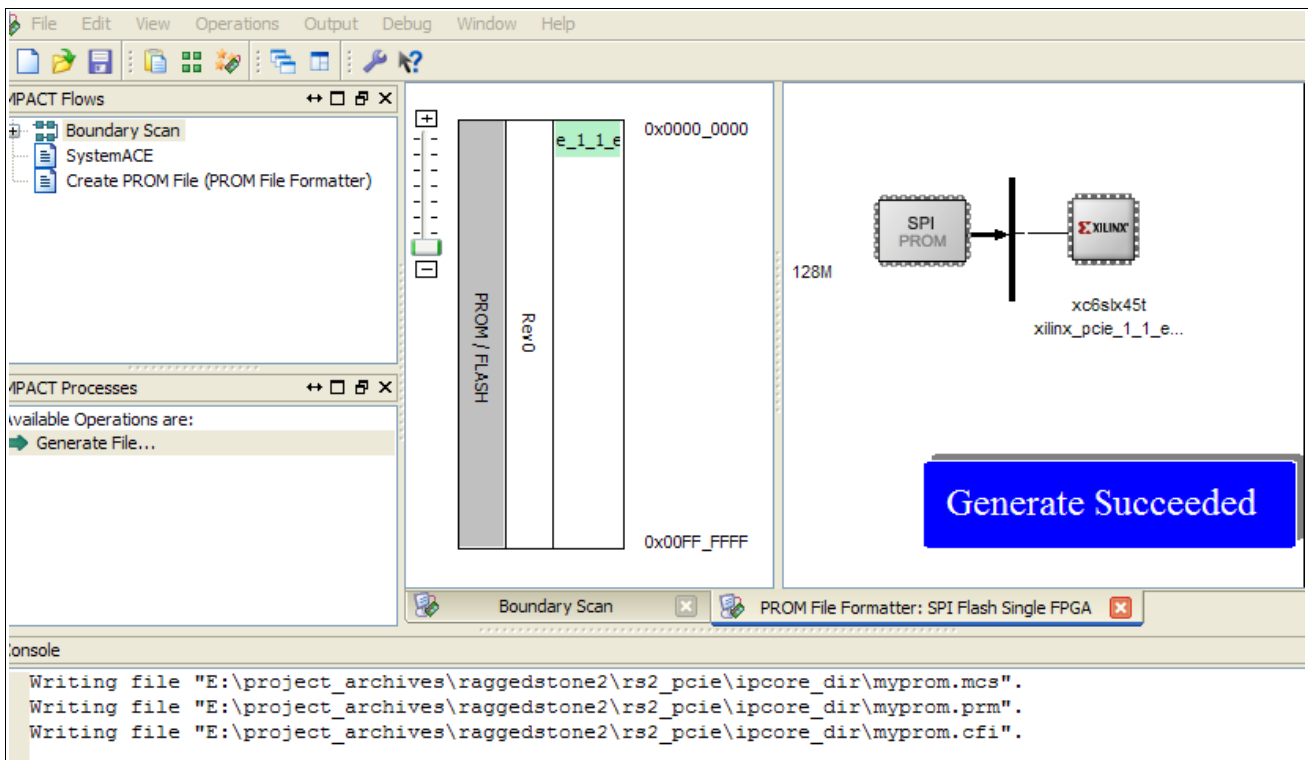 File Edit View Operations Output Debug Window Help
MPACT Flows
Boundary Scan
SystemACE
Create PROM File (PROM File Formatter)
MPACT Processes
Available Operations are:
Generate File...
PROM / FLASH
Rev0
e_1_1_e
0x0000_0000
0x00FF_FFFF
128M
SPI
PROM
XILINX
xc6slx45t
xilinx_pcie_1_1_e...
Generate Succeeded
Boundary Scan
PROM File Formatter: SPI Flash Single FPGA
Console
Writing file "E:\project_archives\raggedstone2\rs2_pcie\ipcore_dir\myprom.mcs".
Writing file "E:\project_archives\raggedstone2\rs2_pcie\ipcore_dir\myprom.prm".
Writing file "E:\project_archives\raggedstone2\rs2_pcie\ipcore_dir\myprom.cfi".